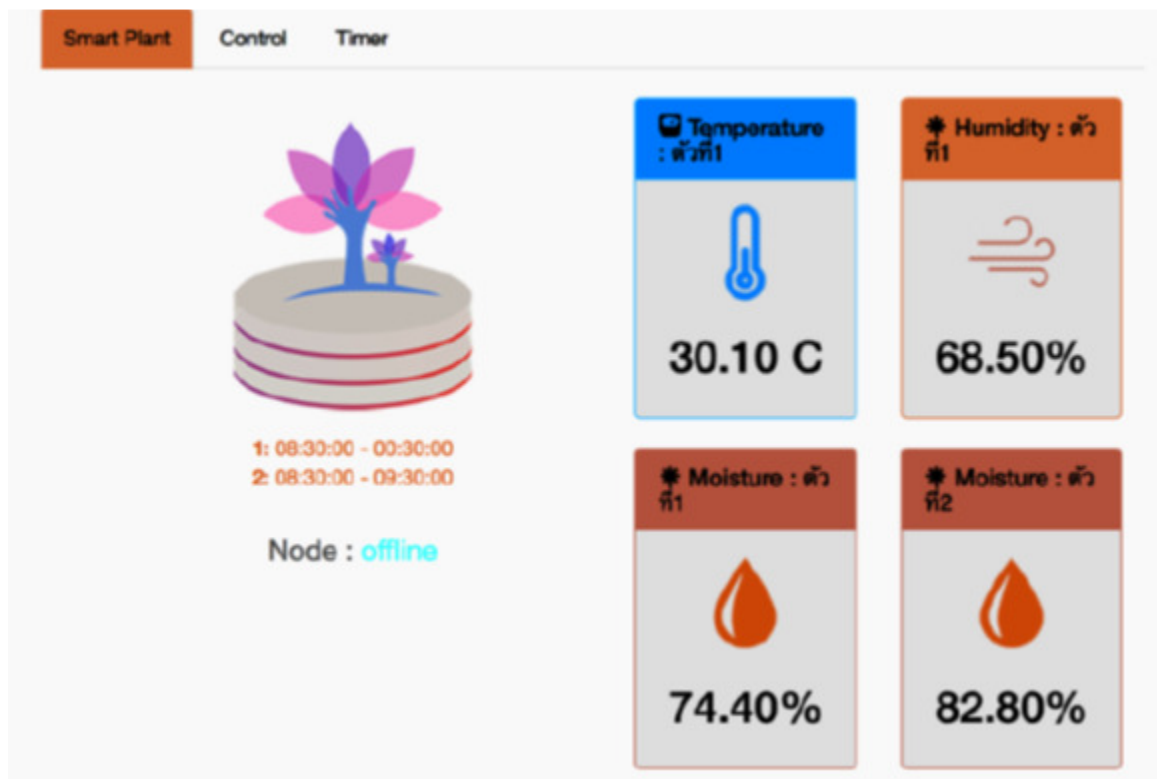 Smart Plant Control Timer
1: 08:30:00 - 00:30:00
2: 08:30:00 - 09:30:00
Node : offline
Temperature
: ตัวที่1
30.10 C
Humidity : ตัว
ที่1
68.50%
Moisture : ตัว
ที่1
74.40%
Moisture : ตัว
ที่2
82.80%